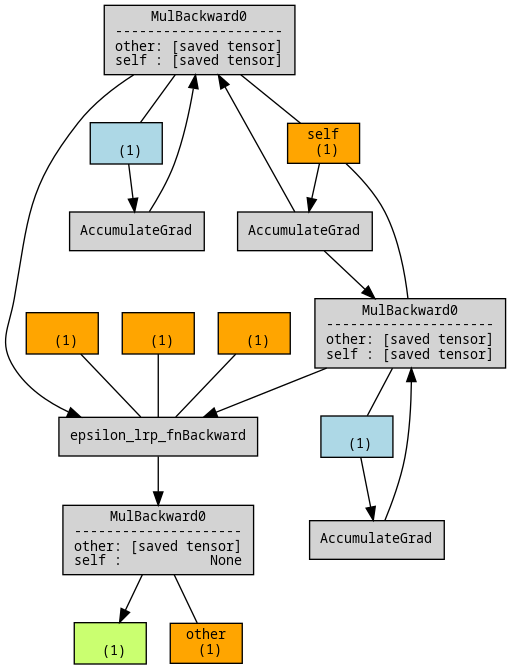 MulBackward0
---------------------
other: [saved tensor]
self : [saved tensor]
(1)
self
(1)
AccumulateGrad
AccumulateGrad
MulBackward0
---------------------
other: [saved tensor]
self : [saved tensor]
(1)
(1)
(1)
epsilon_lrp_fnBackward
(1)
MulBackward0
---------------------
other: [saved tensor]
self :           None
AccumulateGrad
(1)
other
(1)